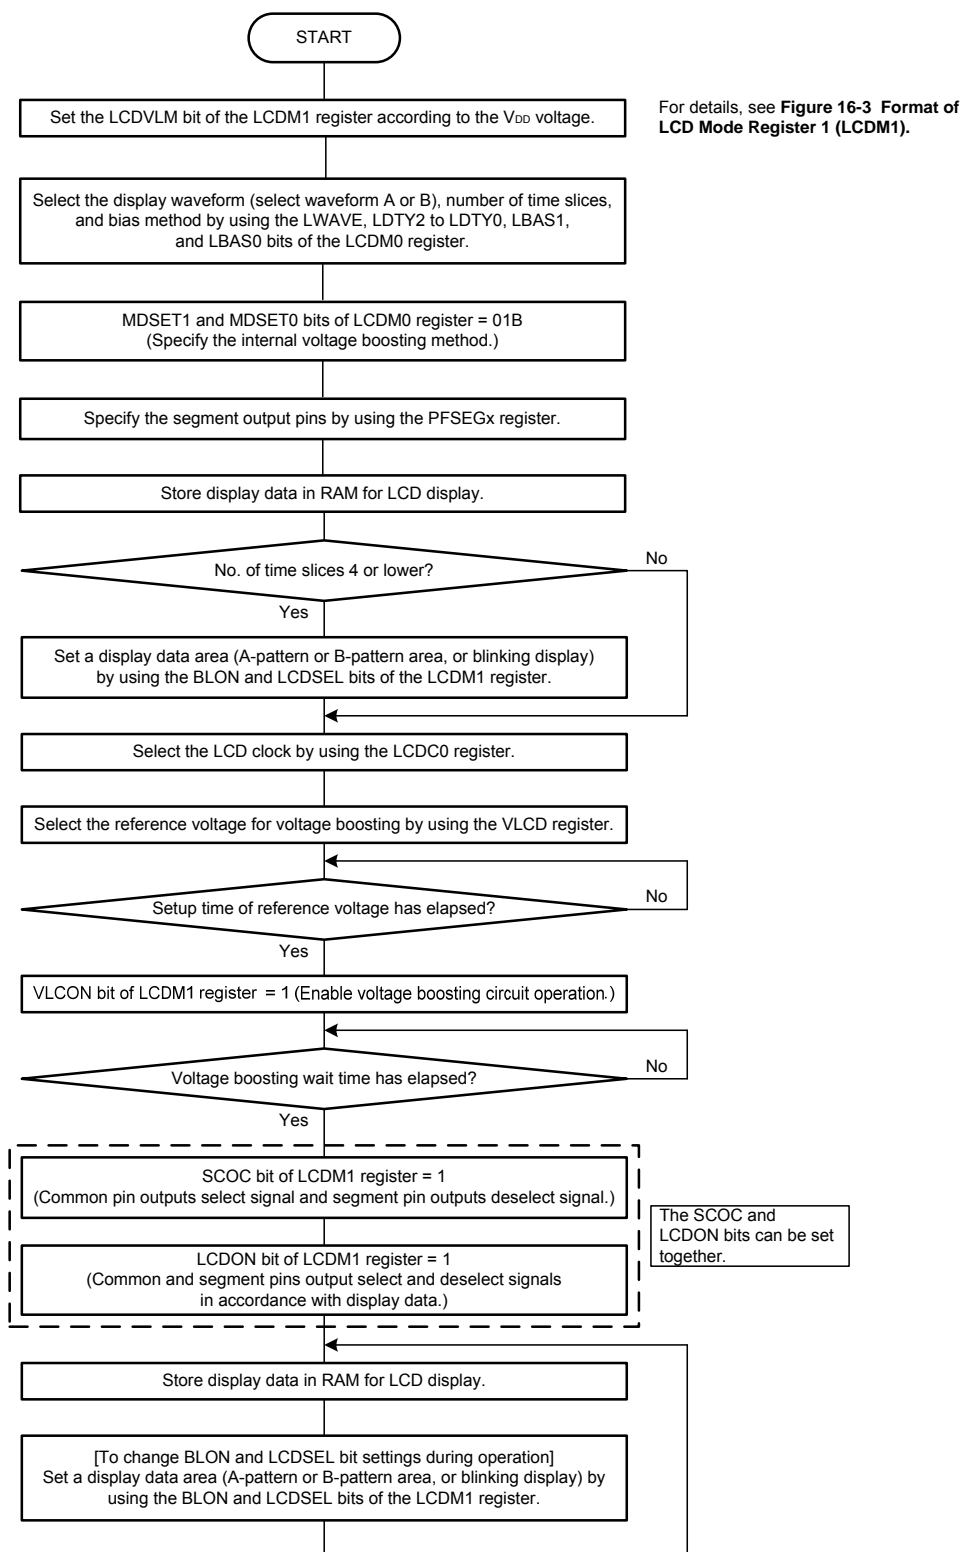 START
Set the LCDVLM bit of the LCDM1 register according to the VDD voltage.
For details, see Figure 16-3 Format of
LCD Mode Register 1 (LCDM1).
Select the display waveform (select waveform A or B), number of time slices,
and bias method by using the LWAVE, LDTY2 to LDTY0, LBAS1,
and LBAS0 bits of the LCDM0 register.
MDSET1 and MDSET0 bits of LCDM0 register = 01B
(Specify the internal voltage boosting method.)
Specify the segment output pins by using the PFSEGx register.
Store display data in RAM for LCD display.
No. of time slices 4 or lower?
No
Yes
Set a display data area (A-pattern or B-pattern area, or blinking display)
by using the BLON and LCDSEL bits of the LCDM1 register.
Select the LCD clock by using the LCDC0 register.
Select the reference voltage for voltage boosting by using the VLCD register.
Setup time of reference voltage has elapsed?
No
Yes
VLCON bit of LCDM1 register = 1 (Enable voltage boosting circuit operation.)
Voltage boosting wait time has elapsed?
No
Yes
SCOC bit of LCDM1 register = 1
(Common pin outputs select signal and segment pin outputs deselect signal.)
The SCOC and
LCDON bits can be set
together.
LCDON bit of LCDM1 register = 1
(Common and segment pins output select and deselect signals
in accordance with display data.)
Store display data in RAM for LCD display.
[To change BLON and LCDSEL bit settings during operation]
Set a display data area (A-pattern or B-pattern area, or blinking display) by
using the BLON and LCDSEL bits of the LCDM1 register.